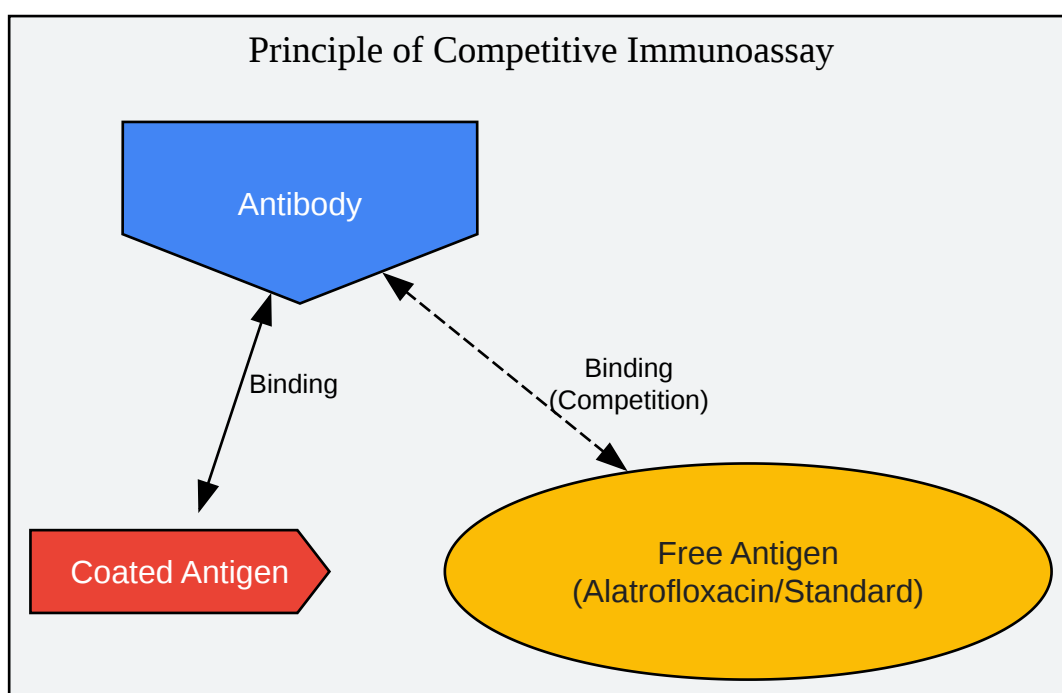 Principle of Competitive Immunoassay
Antibody
Binding
Binding
(Competition)
Coated Antigen
Free Antigen
(Alatrofloxacin/Standard)